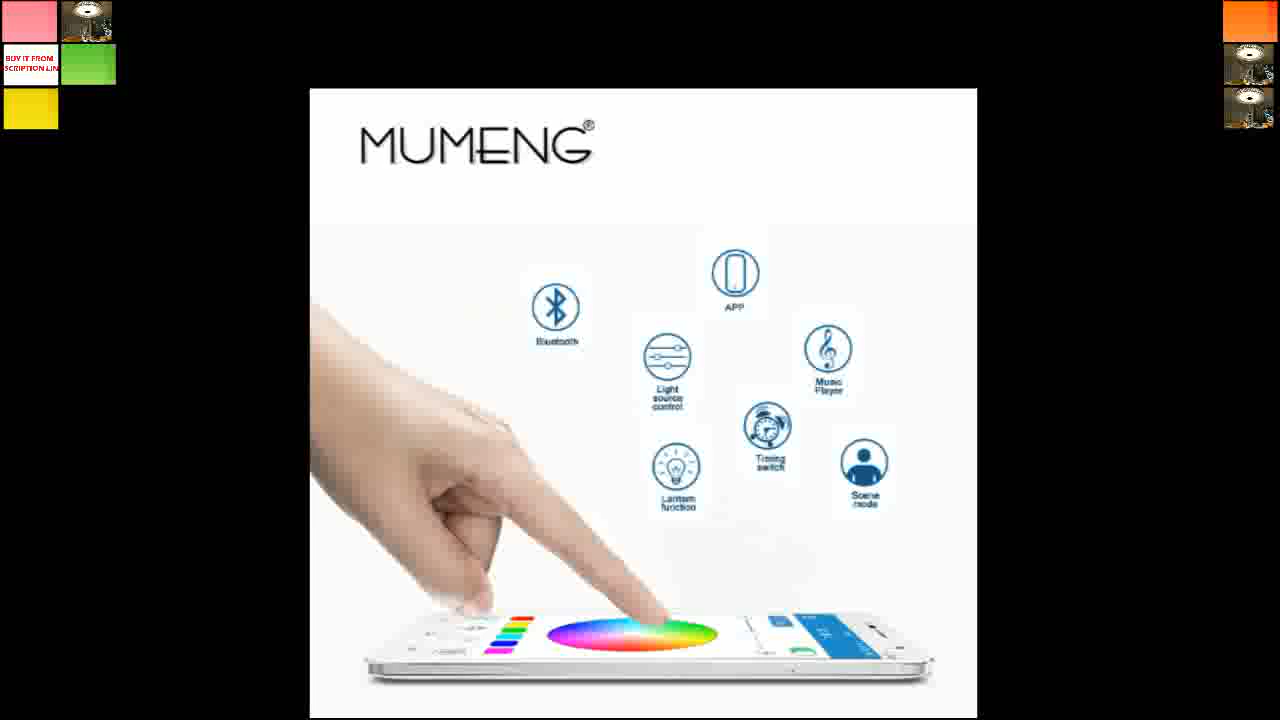 BUY IT FROM
SCRIPTION LIN
MUMENG®
APP
Bluetooth
Light
source
control
Music
Player
Timing
switch
Lantern
function
Scene
mode